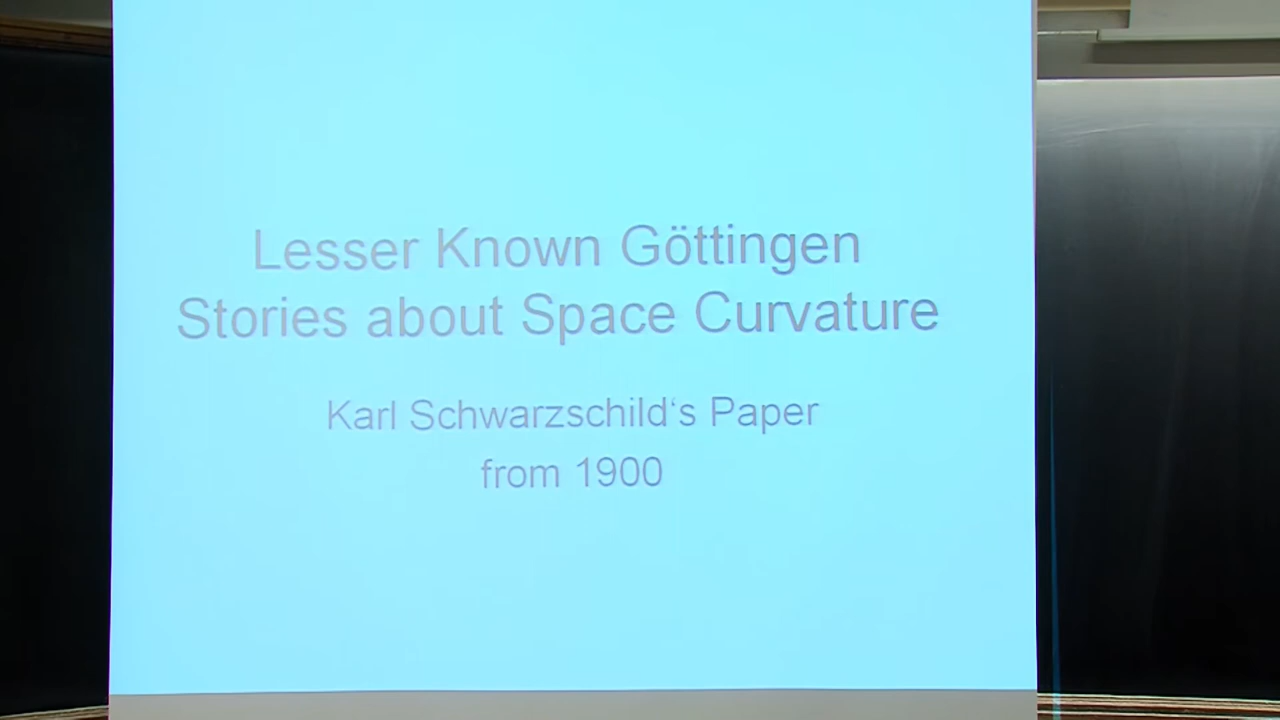 Lesser Known Göttingen
Stories about Space Curvature
Karl Schwarzschild‘s Paper
from 1900